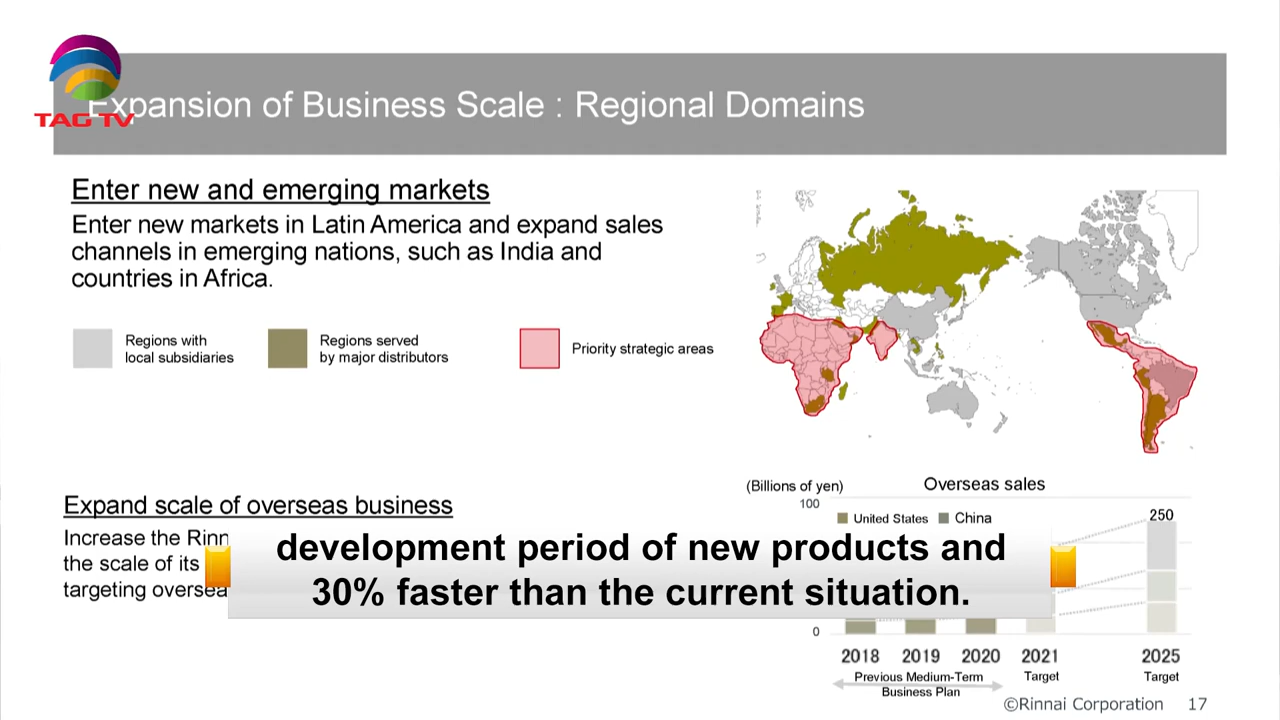 TAG TV
Expansion of Business Scale : Regional Domains
Enter new and emerging markets
Enter new markets in Latin America and expand sales
channels in emerging nations, such as India and
countries in Africa.
Regions with
local subsidiaries
Regions served
by major distributors
Priority strategic areas
Expand scale of overseas business
Increase the Rinn
the scale of its
targeting oversea
(Billions of yen)
Overseas sales
100
United States
China
250
0
2018
2019
2020
2021
2025
Target
Target
Previous Medium-Term
Business Plan
development period of new products and
30% faster than the current situation.
©Rinnai Corporation
17